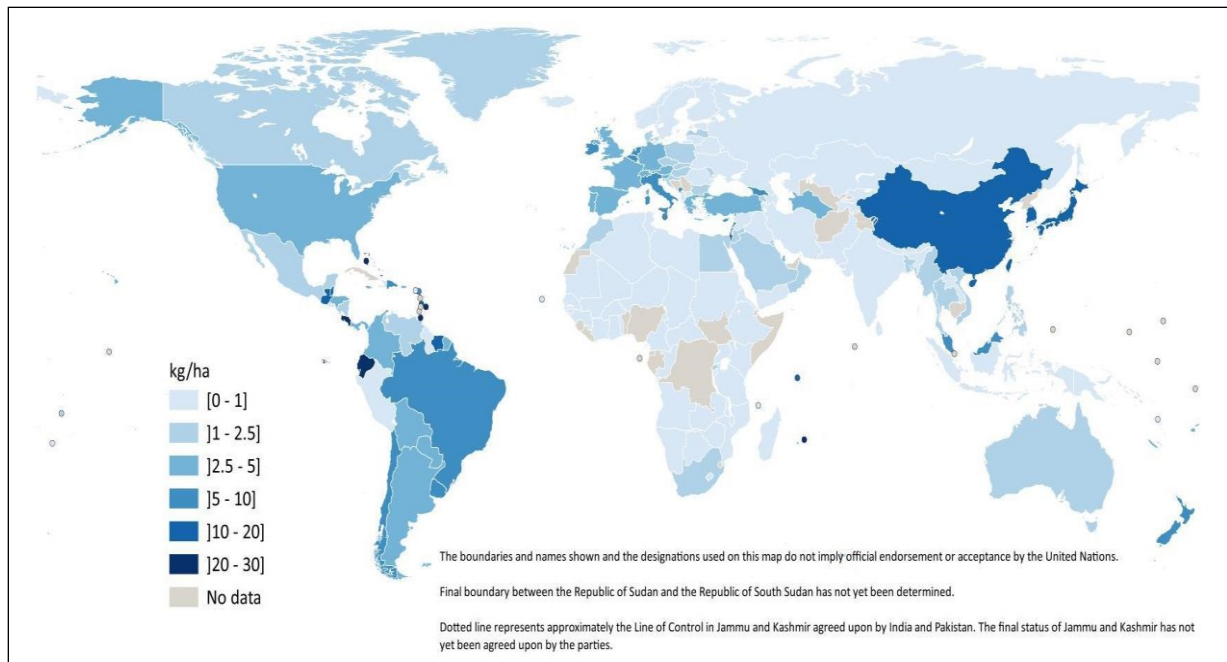 kg/ha
[0 - 1]
]1 - 2.5]
]2.5 - 5]
]5 - 10]
]10 - 20]
]20 - 30]
No data
The boundaries and names shown and the designations used on this map do not imply official endorsement or acceptance by the United Nations.
Final boundary between the Republic of Sudan and the Republic of South Sudan has not yet been determined.
Dotted line represents approximately the Line of Control in Jammu and Kashmir agreed upon by India and Pakistan. The final status of Jammu and Kashmir has not
yet been agreed upon by the parties.